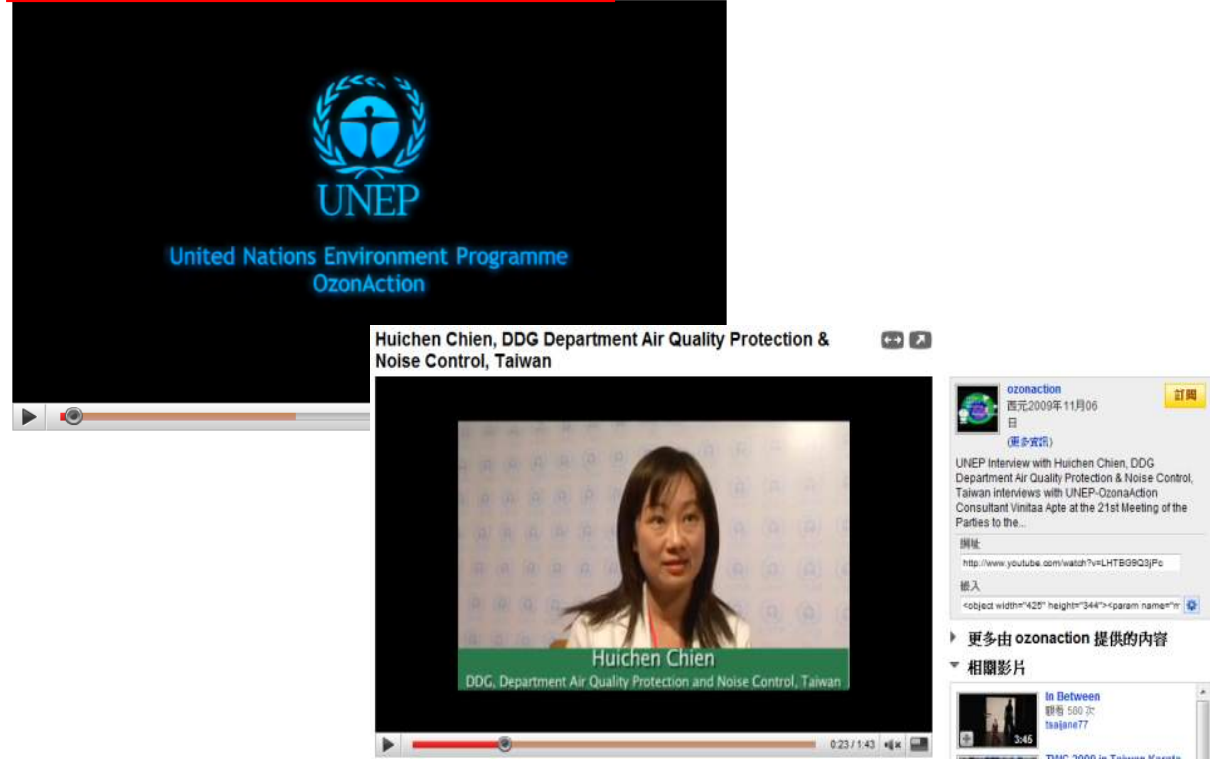 UNEP
United Nations Environment Programme
OzonAction
Huichen Chien, DDG Department Air Quality Protection &
Noise Control, Taiwan
Huichen Chien
DDG, Department Air Quality Protection and Noise Control, Taiwan
0:23 / 1:43
ozonaction
訂閱
西元2009年11月06
日
(更多資訊)
UNEP Interview with Huichen Chien, DDG
Department Air Quality Protection & Noise Control,
Taiwan interviews with UNEP-OzonaAction
Consultant Vinitaa Apte at the 21st Meeting of the
Parties to the...
網址
http://www.youtube.com/watch?v=LHTBG9Q3jPc
嵌入
<object width="425" height="344"><param name="m
更多由 ozonaction 提供的內容
相關影片
In Between
觀看 580 次
tsaijane77
3:45
TWG 2009 in Taiwan Karate